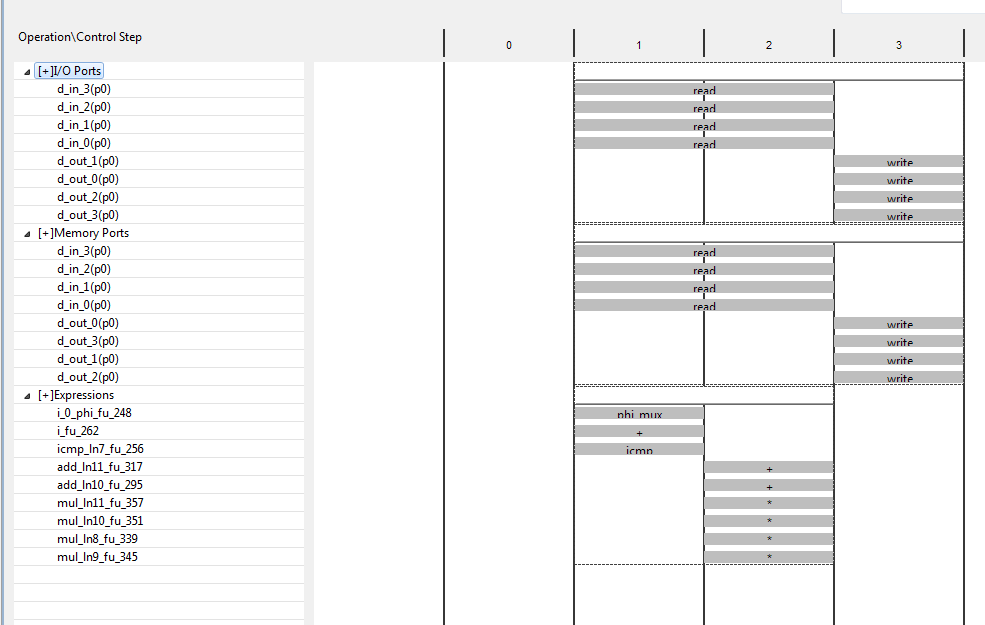 Operation\Control Step 0 1 2 3
[+]I/O Ports
d_in_3(p0) read
d_in_2(p0) read
d_in_1(p0) read
d_in_0(p0) read
d_out_1(p0) write
d_out_0(p0) write
d_out_2(p0) write
d_out_3(p0) write
[+]Memory Ports
d_in_3(p0) read
d_in_2(p0) read
d_in_1(p0) read
d_in_0(p0) read
d_out_0(p0) write
d_out_3(p0) write
d_out_1(p0) write
d_out_2(p0) write
[+]Expressions
i_0_phi_fu_248 phi_mux
i_fu_262 +
icmp_ln7_fu_256 icmp
add_ln11_fu_317 +
add_ln10_fu_295 +
mul_ln11_fu_357 *
mul_ln10_fu_351 *
mul_ln8_fu_339 *
mul_ln9_fu_345 *